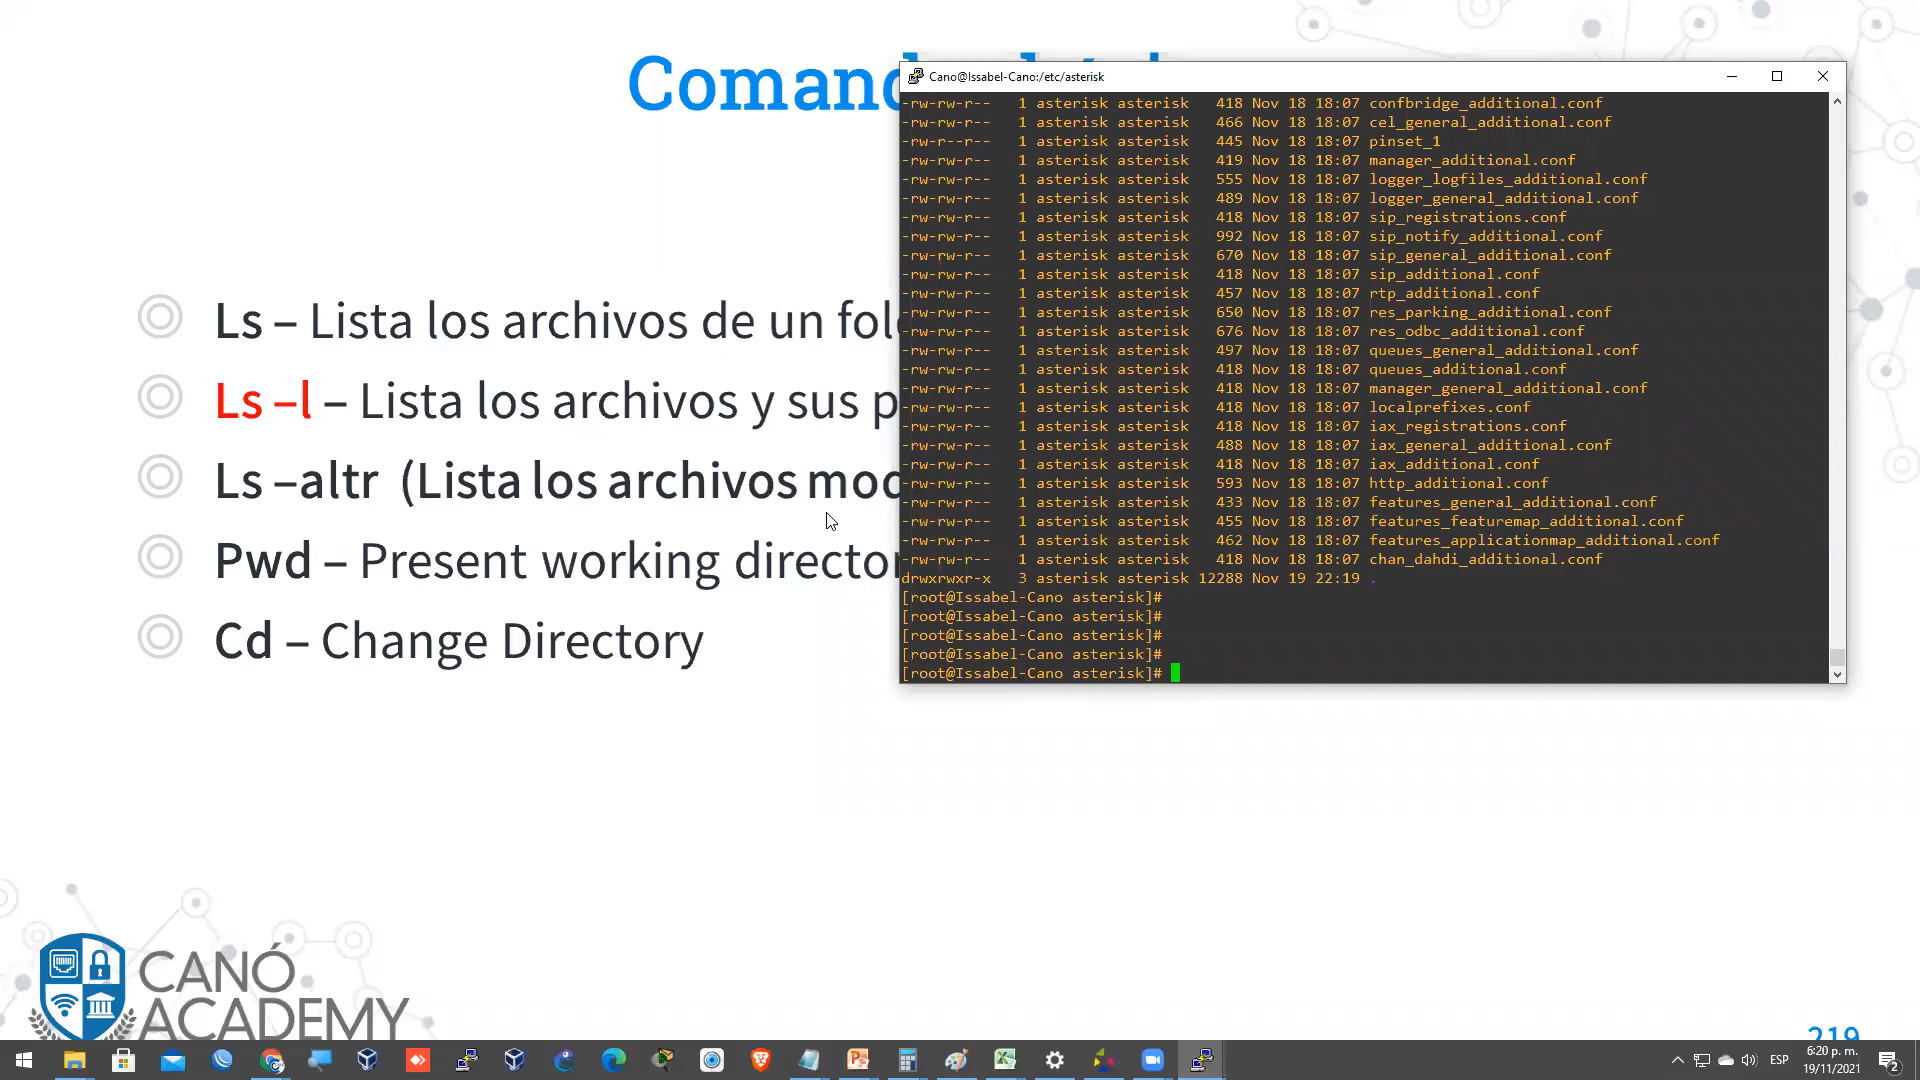 Comand
Ls – Lista los archivos de un fol
Ls –l – Lista los archivos y sus p
Ls –altr (Lista los archivos mod
Pwd – Present working director
Cd – Change Directory
Cano@Issabel-Cano:/etc/asterisk
-rw-rw-r-- 1 asterisk asterisk 418 Nov 18 18:07 confbridge_additional.conf
-rw-rw-r-- 1 asterisk asterisk 466 Nov 18 18:07 cel_general_additional.conf
-rw-r--r-- 1 asterisk asterisk 445 Nov 18 18:07 pinset_1
-rw-rw-r-- 1 asterisk asterisk 419 Nov 18 18:07 manager_additional.conf
-rw-rw-r-- 1 asterisk asterisk 555 Nov 18 18:07 logger_logfiles_additional.conf
-rw-rw-r-- 1 asterisk asterisk 489 Nov 18 18:07 logger_general_additional.conf
-rw-rw-r-- 1 asterisk asterisk 418 Nov 18 18:07 sip_registrations.conf
-rw-rw-r-- 1 asterisk asterisk 992 Nov 18 18:07 sip_notify_additional.conf
-rw-rw-r-- 1 asterisk asterisk 670 Nov 18 18:07 sip_general_additional.conf
-rw-rw-r-- 1 asterisk asterisk 418 Nov 18 18:07 sip_additional.conf
-rw-rw-r-- 1 asterisk asterisk 457 Nov 18 18:07 rtp_additional.conf
-rw-rw-r-- 1 asterisk asterisk 650 Nov 18 18:07 res_parking_additional.conf
-rw-rw-r-- 1 asterisk asterisk 676 Nov 18 18:07 res_odbc_additional.conf
-rw-rw-r-- 1 asterisk asterisk 497 Nov 18 18:07 queues_general_additional.conf
-rw-rw-r-- 1 asterisk asterisk 418 Nov 18 18:07 queues_additional.conf
-rw-rw-r-- 1 asterisk asterisk 418 Nov 18 18:07 manager_general_additional.conf
-rw-rw-r-- 1 asterisk asterisk 418 Nov 18 18:07 localprefixes.conf
-rw-rw-r-- 1 asterisk asterisk 418 Nov 18 18:07 iax_registrations.conf
-rw-rw-r-- 1 asterisk asterisk 488 Nov 18 18:07 iax_general_additional.conf
-rw-rw-r-- 1 asterisk asterisk 418 Nov 18 18:07 iax_additional.conf
-rw-rw-r-- 1 asterisk asterisk 593 Nov 18 18:07 http_additional.conf
-rw-rw-r-- 1 asterisk asterisk 433 Nov 18 18:07 features_general_additional.conf
-rw-rw-r-- 1 asterisk asterisk 455 Nov 18 18:07 features_featuremap_additional.conf
-rw-rw-r-- 1 asterisk asterisk 462 Nov 18 18:07 features_applicationmap_additional.conf
-rw-rw-r-- 1 asterisk asterisk 418 Nov 18 18:07 chan_dahdi_additional.conf
drwxrwxr-x 3 asterisk asterisk 12288 Nov 19 22:19 .
[root@Issabel-Cano asterisk]#
[root@Issabel-Cano asterisk]#
[root@Issabel-Cano asterisk]#
[root@Issabel-Cano asterisk]#
[root@Issabel-Cano asterisk]#
CANÓ
ACADEMY
219
ESP
6:20 p. m.
19/11/2021
2